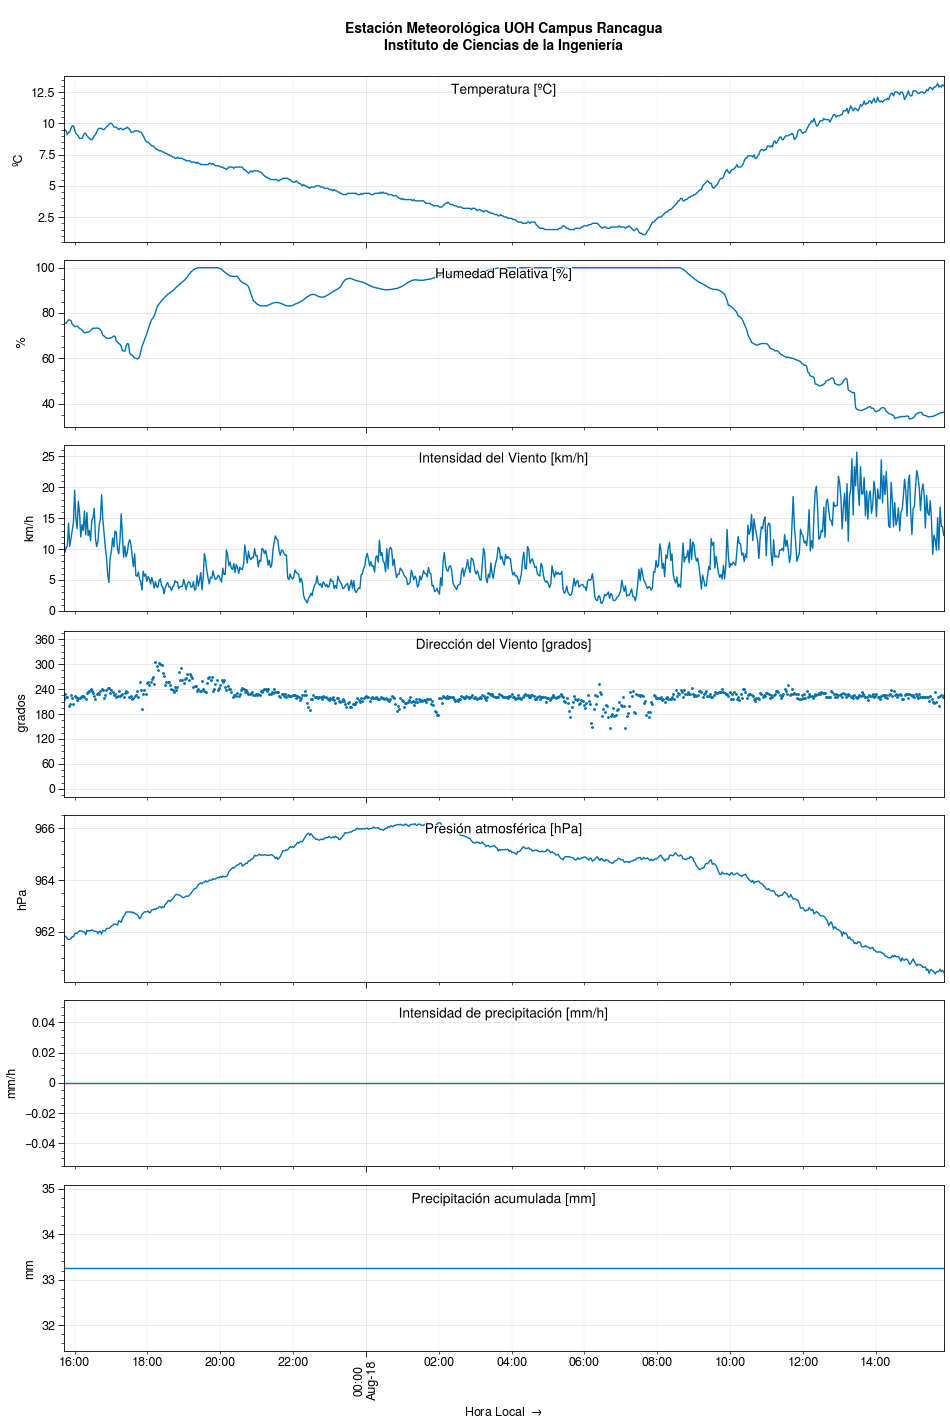 Estación Meteorológica UOH Campus Rancagua
Instituto de Ciencias de la Ingeniería
Temperatura [ºC]
ºC
12.5
10
7.5
5
2.5
Humedad Relativa [%]
%
100
80
60
40
Intensidad del Viento [km/h]
km/h
25
20
15
10
5
0
Dirección del Viento [grados]
grados
360
300
240
180
120
60
0
Presión atmosférica [hPa]
hPa
966
964
962
Intensidad de precipitación [mm/h]
mm/h
0.04
0.02
0
−0.02
−0.04
Precipitación acumulada [mm]
mm
35
34
33
32
16:00 18:00 20:00 22:00 00:00 02:00 04:00 06:00 08:00 10:00 12:00 14:00
Aug-18
Hora Local →